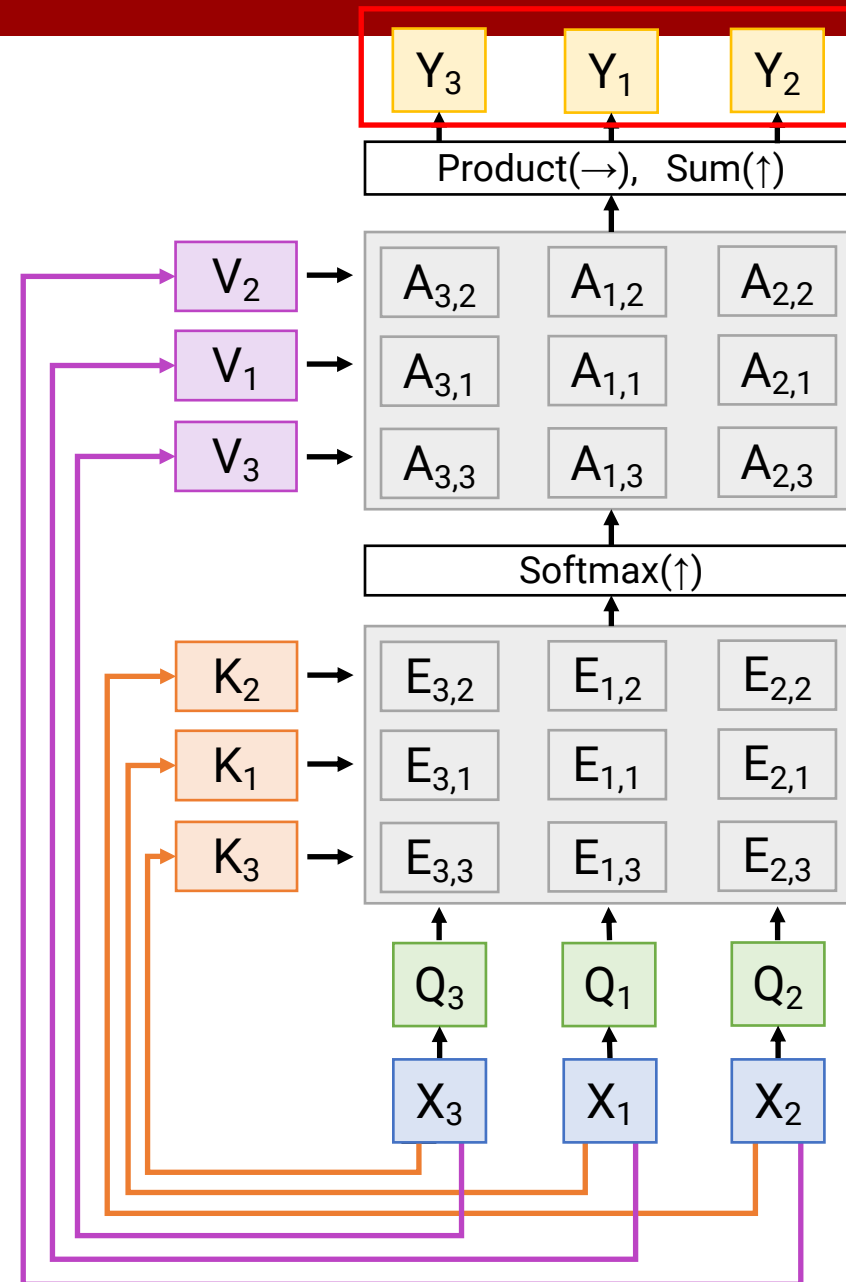 Y₃ Y₁ Y₂
Product(→), Sum(↑)
V₂ A₃,₂ A₁,₂ A₂,₂
V₁ A₃,₁ A₁,₁ A₂,₁
V₃ A₃,₃ A₁,₃ A₂,₃
Softmax(↑)
K₂ E₃,₂ E₁,₂ E₂,₂
K₁ E₃,₁ E₁,₁ E₂,₁
K₃ E₃,₃ E₁,₃ E₂,₃
Q₃ Q₁ Q₂
X₃ X₁ X₂